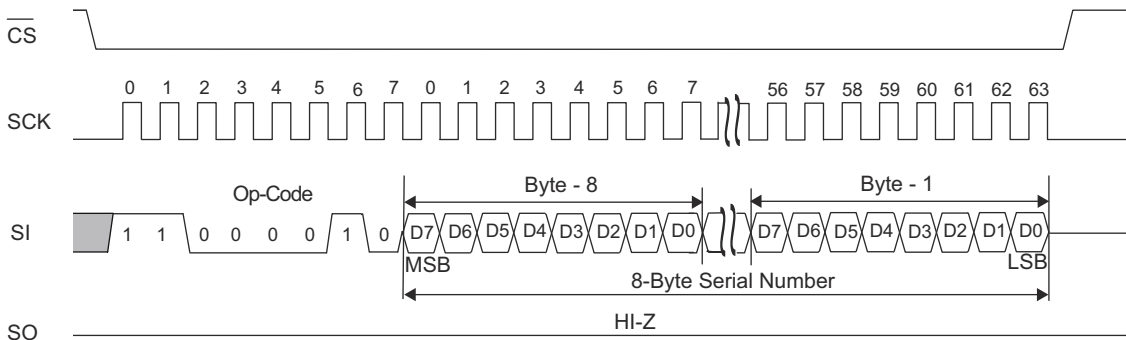 CS
0 1 2 3 4 5 6 7 0 1 2 3 4 5 6 7 56 57 58 59 60 61 62 63
SCK
Op-Code Byte - 8 Byte - 1
SI 1 1 0 0 0 0 1 0 D7 D6 D5 D4 D3 D2 D1 D0 D7 D6 D5 D4 D3 D2 D1 D0
MSB LSB
8-Byte Serial Number
HI-Z
SO